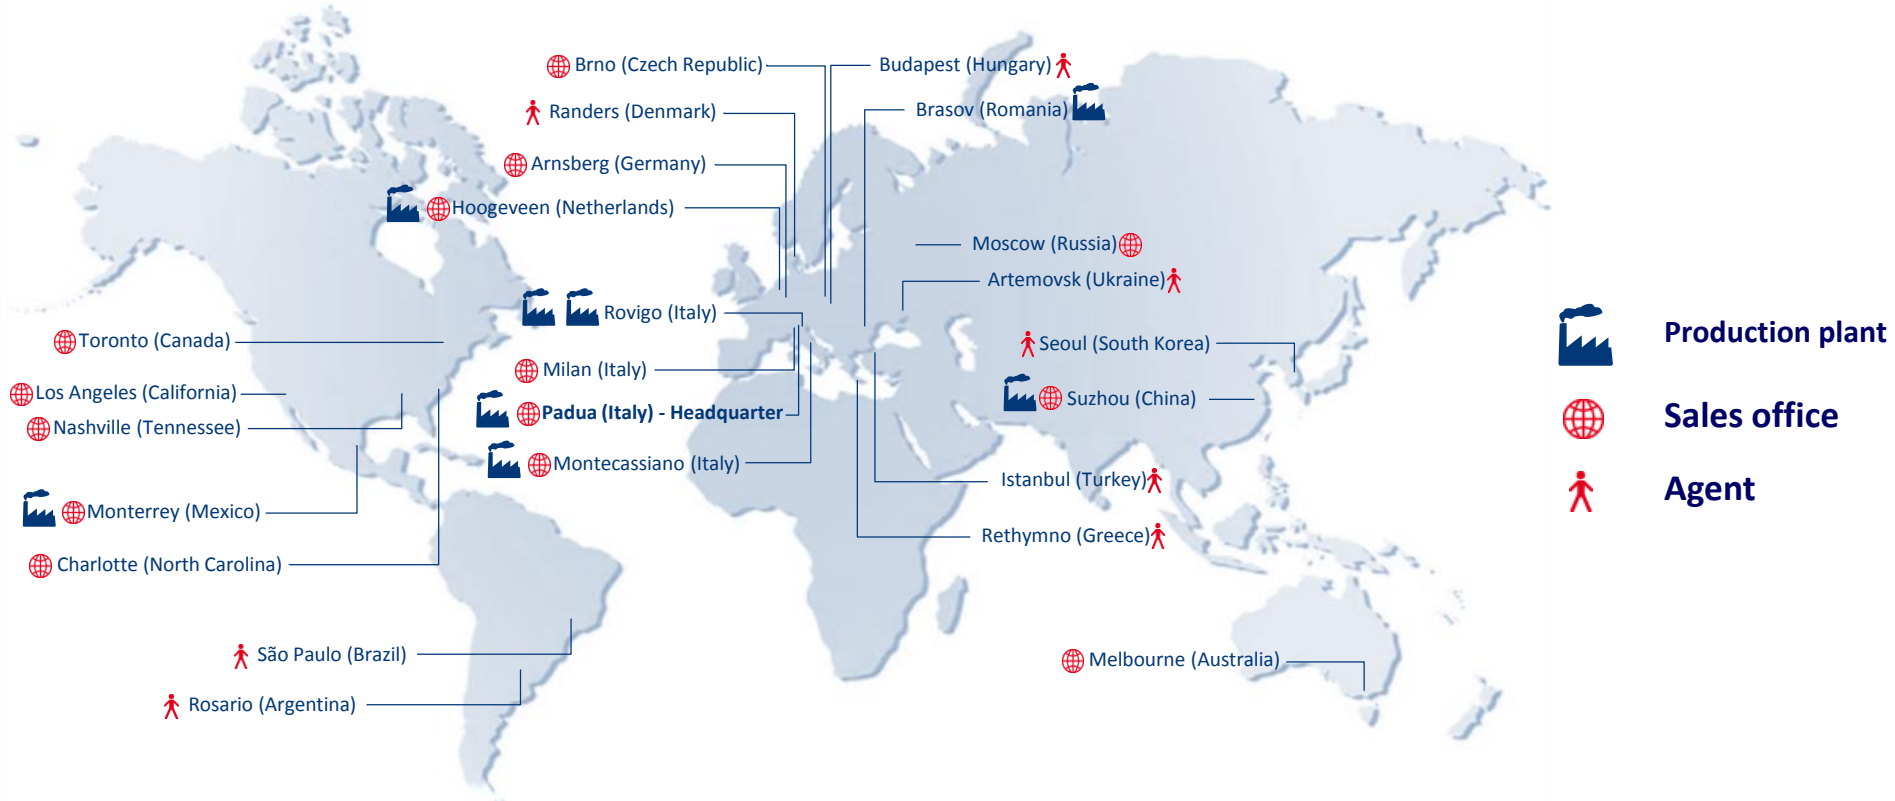 Brno (Czech Republic)
Budapest (Hungary)
Randers (Denmark)
Brasov (Romania)
Arnsberg (Germany)
Hoogeveen (Netherlands)
Moscow (Russia)
Artemovsk (Ukraine)
Rovigo (Italy)
Toronto (Canada)
Seoul (South Korea)
Milan (Italy)
Los Angeles (California)
Suzhou (China)
Padua (Italy) - Headquarter
Nashville (Tennessee)
Montecassiano (Italy)
Istanbul (Turkey)
Monterrey (Mexico)
Rethymno (Greece)
Charlotte (North Carolina)
São Paulo (Brazil)
Melbourne (Australia)
Rosario (Argentina)
Production plant
Sales office
Agent